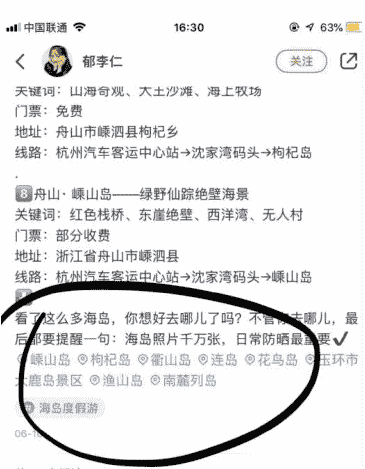 中国联通
16:30
63%
郁李仁
关注
关键词：山海奇观、大王沙滩、海上牧场
门票：免费
地址：舟山市嵊泗县枸杞乡
线路：杭州汽车客运中心站→沈家湾码头→枸杞岛
.
8舟山·嵊山岛——绿野仙踪绝壁海景
关键词：红色栈桥、东崖绝壁、西洋湾、无人村
门票：部分收费
地址：浙江省舟山市嵊泗县
线路：杭州汽车客运中心站→沈家湾码头→嵊山岛
看了这么多海岛，你想好去哪儿了吗？不管你去哪儿，最
后都要提醒一句：海岛照片千万张，日常防晒最重要✔
嵊山岛 枸杞岛 衢山岛 连岛 花鸟岛 玉环市
大鹿岛景区 渔山岛 南麓列岛
海岛度假游